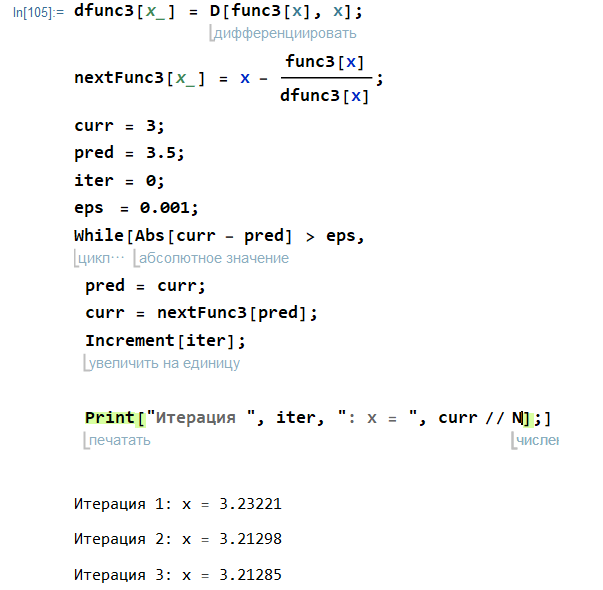 In[105]:= dfunc3[x_] = D[func3[x], x];
дифференциировать
func3[x]
nextFunc3[x_] = x - ;
dfunc3[x]
curr = 3;
pred = 3.5;
iter = 0;
eps = 0.001;
While[Abs[curr - pred] > eps,
цикл⋯ абсолютное значение
pred = curr;
curr = nextFunc3[pred];
Increment[iter];
увеличить на единицу
Print["Итерация ", iter, ": x = ", curr // N];]
печатать числен
Итерация 1: x = 3.23221
Итерация 2: x = 3.21298
Итерация 3: x = 3.21285